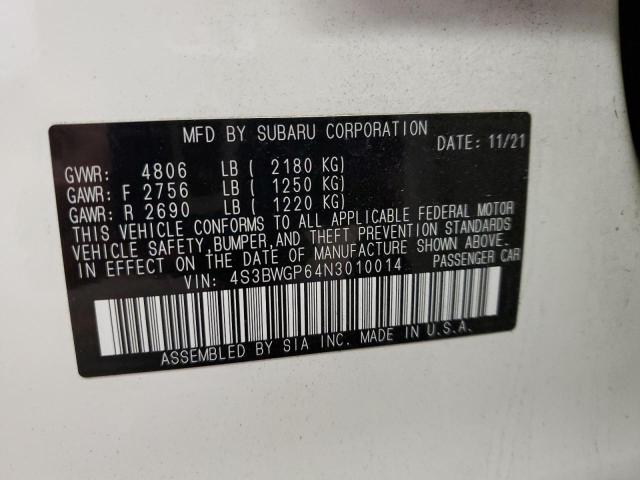 MFD BY SUBARU CORPORATION
DATE: 11/21
GVWR: 4806 LB ( 2180 KG)
GAWR: F 2756 LB ( 1250 KG)
GAWR: R 2690 LB ( 1220 KG)
THIS VEHICLE CONFORMS TO ALL APPLICABLE FEDERAL MOTOR
VEHICLE SAFETY, BUMPER, AND THEFT PREVENTION STANDARDS
IN EFFECT ON THE DATE OF MANUFACTURE SHOWN ABOVE.
VIN: 4S3BWGP64N3010014
PASSENGER CAR
ASSEMBLED BY SIA INC. MADE IN U.S.A.